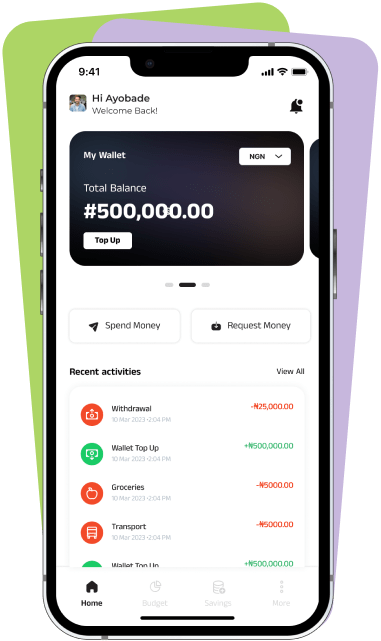 9:41
Hi Ayobade
Welcome Back!
My Wallet
NGN
Total Balance
#500,000.00
Top Up
Spend Money
Request Money
Recent activities
View All
Withdrawal
-₦25,000.00
10 Mar 2023 • 2:04 PM
Wallet Top Up
+₦500,000.00
10 Mar 2023 • 2:04 PM
Groceries
-₦5000.00
10 Mar 2023 • 2:04 PM
Transport
-₦5000.00
10 Mar 2023 • 2:04 PM
Wallet Top Up
+₦500,000.00
Home
Budget
Savings
More